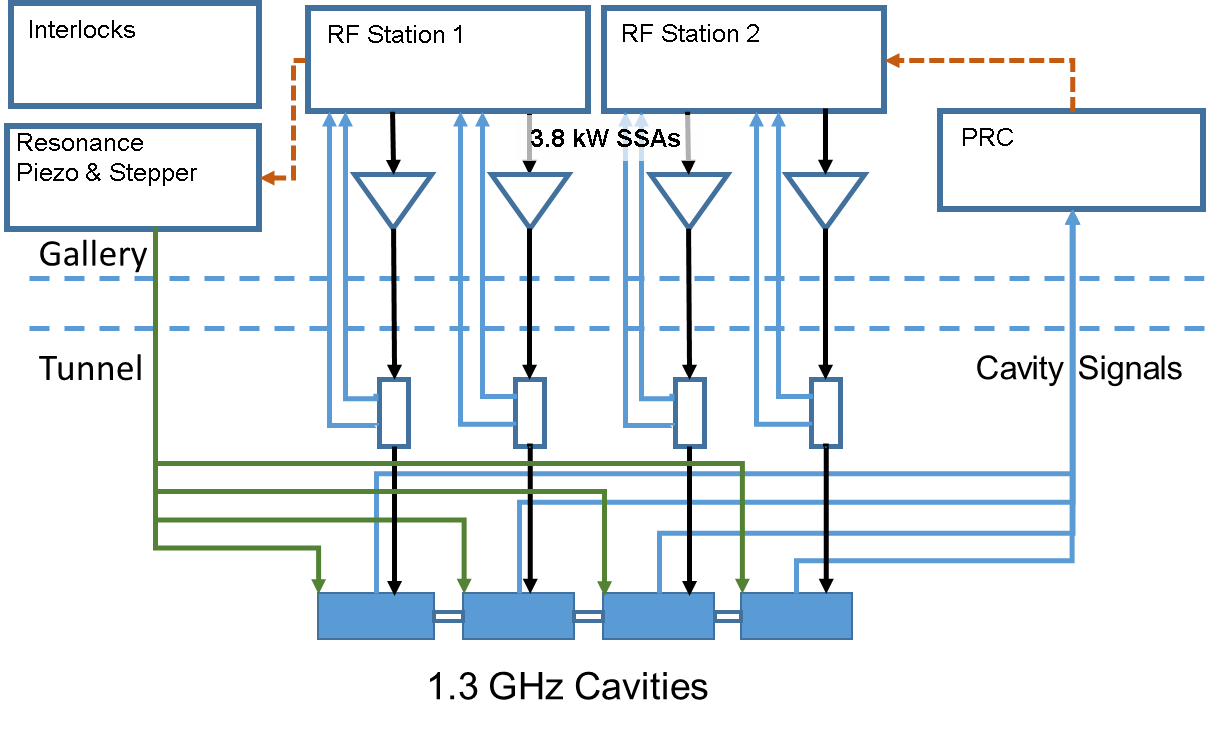 Interlocks
RF Station 1
RF Station 2
Resonance
Piezo & Stepper
3.8 kW SSAs
PRC
Gallery
Tunnel
Cavity Signals
1.3 GHz Cavities